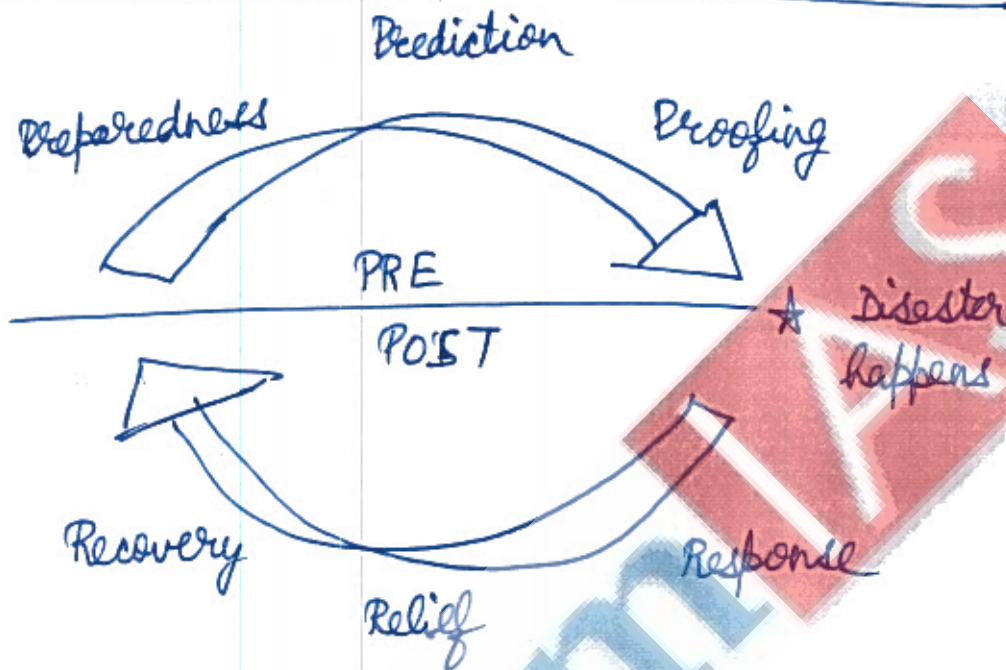 Prediction
Preparedness
Proofing
PRE
Disaster
happens
POST
Recovery
Response
Relief